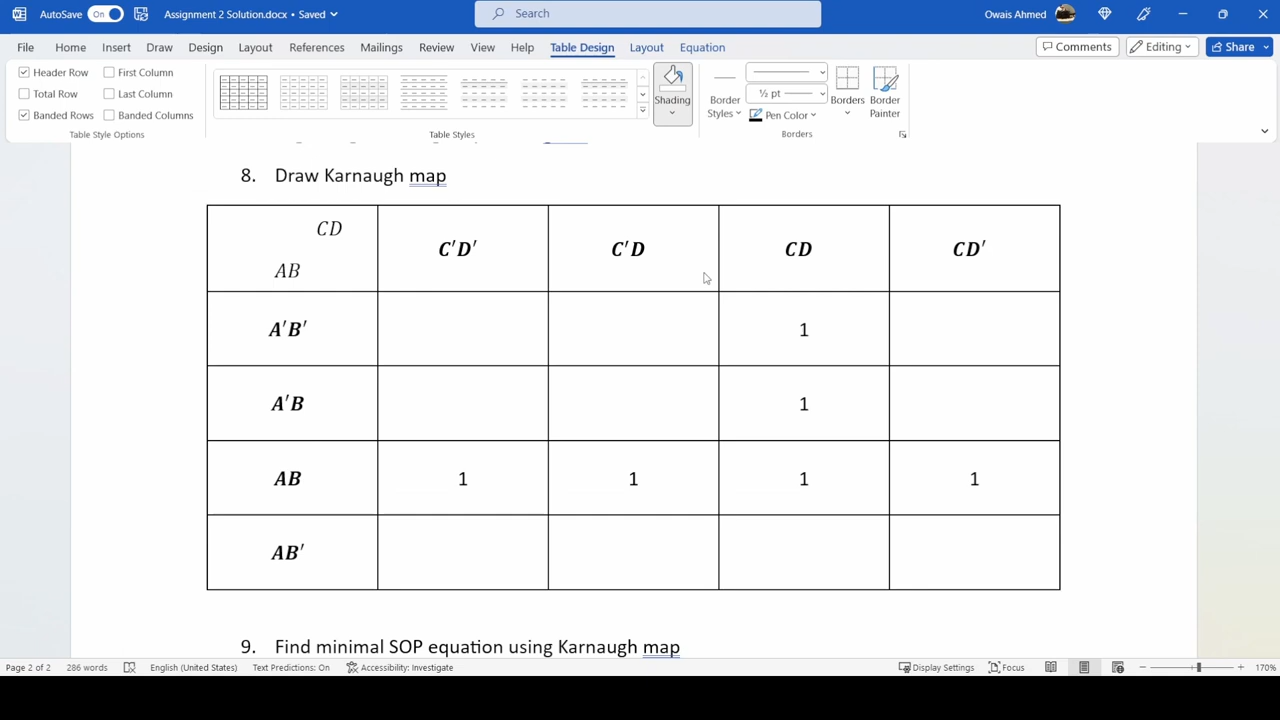 AutoSave On Assignment 2 Solution.docx • Saved Search Owais Ahmed
File Home Insert Draw Design Layout References Mailings Review View Help Table Design Layout Equation Comments Editing Share
Header Row First Column
Total Row Last Column
Banded Rows Banded Columns
Table Style Options
Table Styles
Shading
Border Styles
½ pt
Pen Color
Borders
Border Painter
Borders
8. Draw Karnaugh map
CD
AB
C′D′ C′D CD CD′
A′B′ 1
A′B 1
AB 1 1 1 1
AB′
9. Find minimal SOP equation using Karnaugh map
Page 2 of 2 286 words English (United States) Text Predictions: On Accessibility: Investigate Display Settings Focus 170%